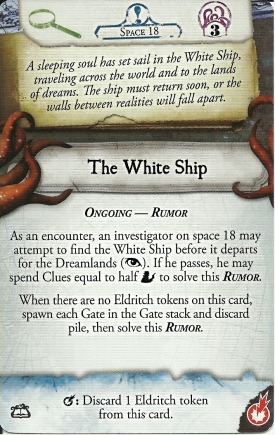 SPACE 18
3
A sleeping soul has set sail in the White Ship,
traveling across the world and to the lands
of dreams. The ship must return soon, or the
walls between realities will fall apart.
The White Ship
ONGOING — RUMOR
As an encounter, an investigator on space 18 may
attempt to find the White Ship before it departs
for the Dreamlands ( ). If he passes, he may
spend Clues equal to half to solve this RUMOR.
When there are no Eldritch tokens on this card,
spawn each Gate in the Gate stack and discard
pile, then solve this RUMOR.
: Discard 1 Eldritch token
from this card.